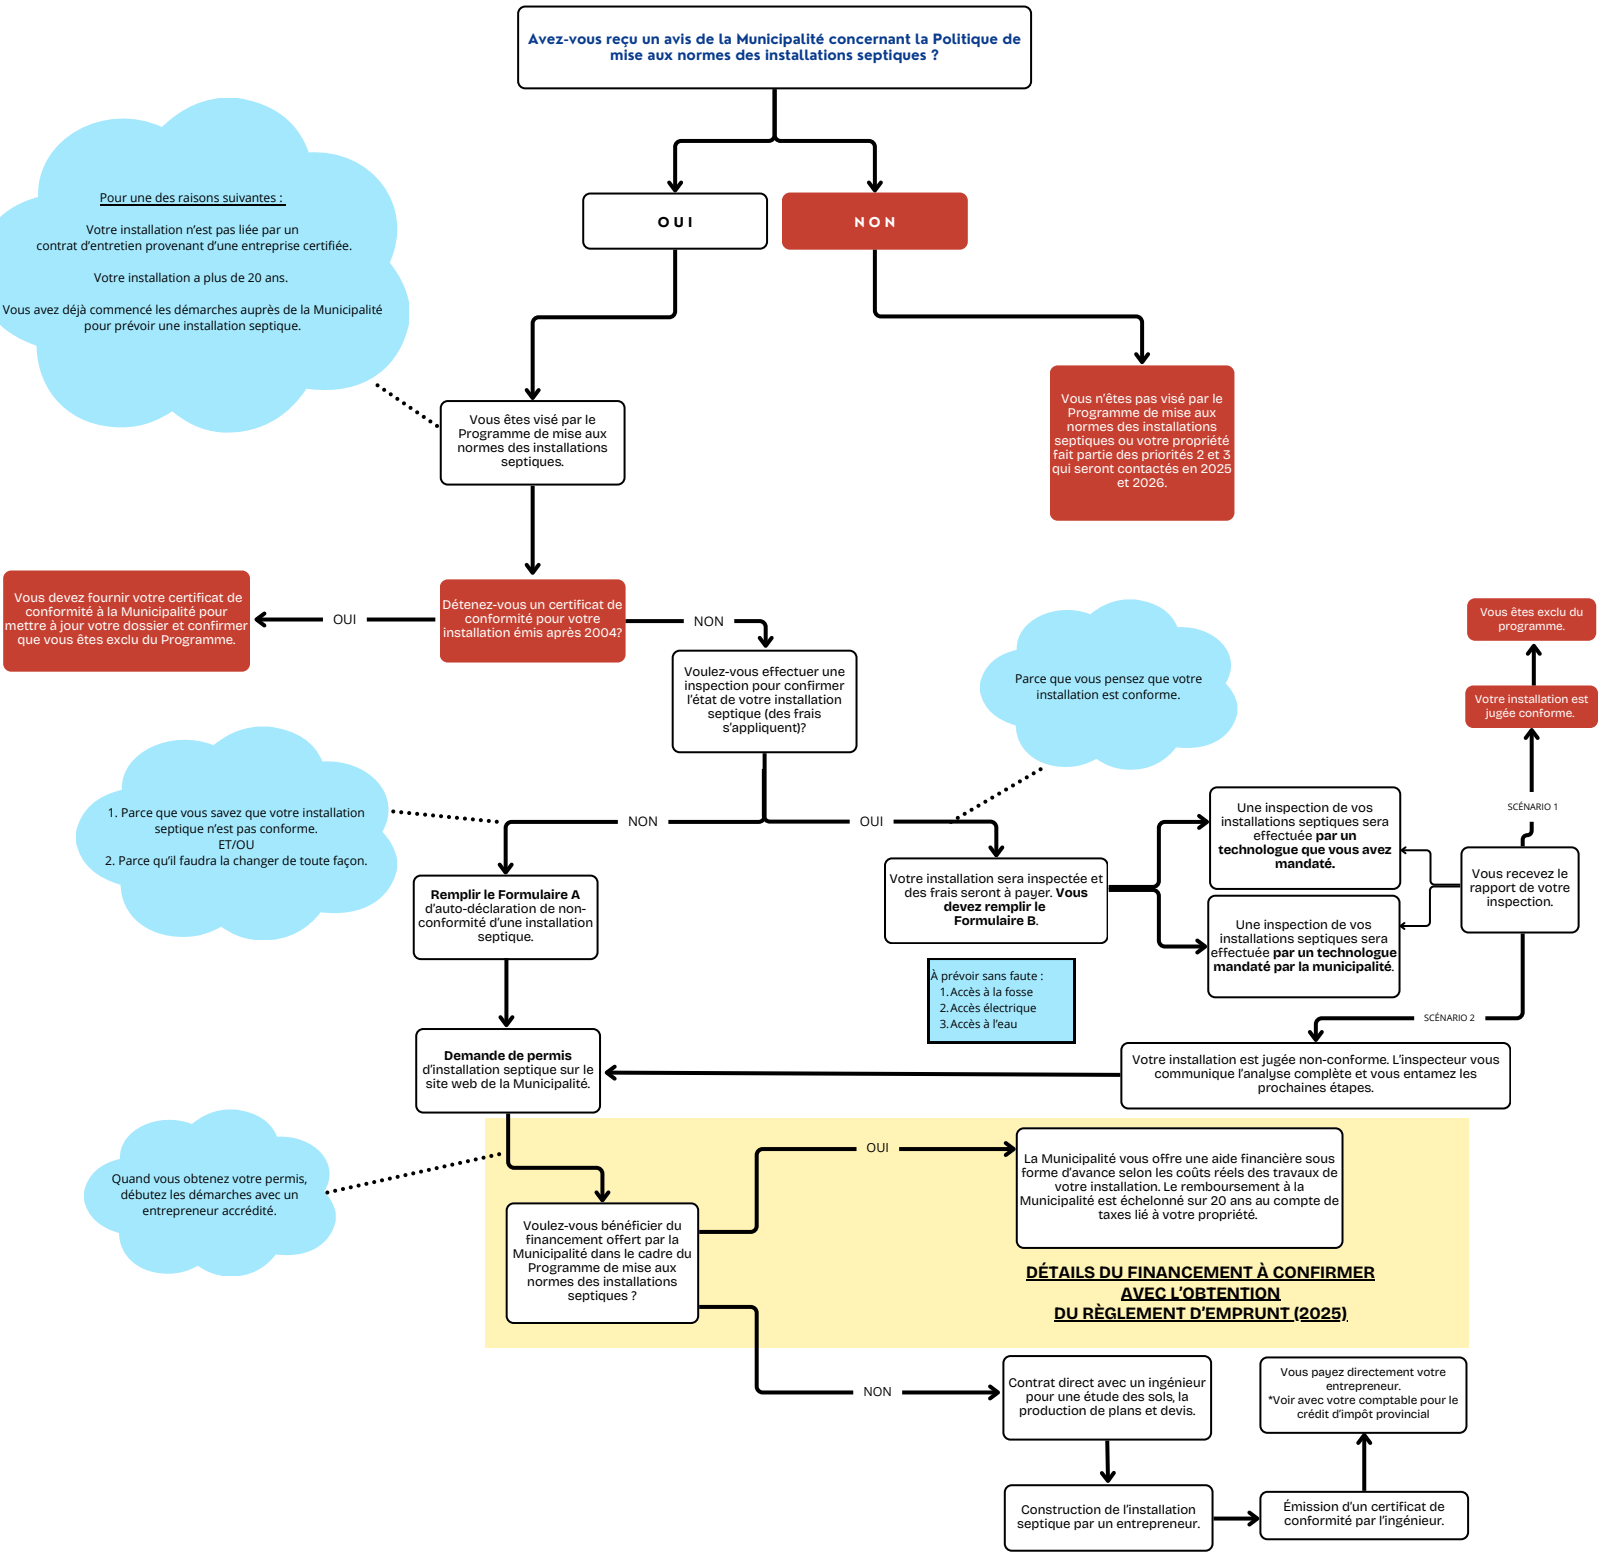 Avez-vous reçu un avis de la Municipalité concernant la Politique de
mise aux normes des installations septiques ?
OUI
NON
Pour une des raisons suivantes :
Votre installation n’est pas liée par un
contrat d’entretien provenant d’une entreprise certifiée.
Votre installation a plus de 20 ans.
Vous avez déjà commencé les démarches auprès de la Municipalité
pour prévoir une installation septique.
Vous êtes visé par le
Programme de mise aux
normes des installations
septiques.
Vous n’êtes pas visé par le
Programme de mise aux
normes des installations
septiques ou votre propriété
fait partie des priorités 2 et 3
qui seront contactés en 2025
et 2026.
Vous devez fournir votre certificat de
conformité à la Municipalité pour
mettre à jour votre dossier et confirmer
que vous êtes exclu du Programme.
OUI
Détenez-vous un certificat de
conformité pour votre
installation émis après 2004?
NON
Voulez-vous effectuer une
inspection pour confirmer
l’état de votre installation
septique (des frais
s’appliquent)?
Parce que vous pensez que votre
installation est conforme.
Vous êtes exclu du
programme.
Votre installation est
jugée conforme.
SCÉNARIO 1
1. Parce que vous savez que votre installation
septique n’est pas conforme.
ET/OU
2. Parce qu’il faudra la changer de toute façon.
NON
OUI
Une inspection de vos
installations septiques sera
effectuée par un
technologue que vous avez
mandaté.
Vous recevez le
rapport de votre
inspection.
Remplir le Formulaire A
d’auto-déclaration de non-
conformité d’une installation
septique.
Votre installation sera inspectée et
des frais seront à payer. Vous
devez remplir le
Formulaire B.
Une inspection de vos
installations septiques sera
effectuée par un technologue
mandaté par la municipalité.
À prévoir sans faute :
1. Accès à la fosse
2. Accès électrique
3. Accès à l’eau
SCÉNARIO 2
Demande de permis
d’installation septique sur le
site web de la Municipalité.
Votre installation est jugée non-conforme. L’inspecteur vous
communique l’analyse complète et vous entamez les
prochaines étapes.
Quand vous obtenez votre permis,
débutez les démarches avec un
entrepreneur accrédité.
OUI
La Municipalité vous offre une aide financière sous
forme d’avance selon les coûts réels des travaux de
votre installation. Le remboursement à la
Municipalité est échelonné sur 20 ans au compte de
taxes lié à votre propriété.
Voulez-vous bénéficier du
financement offert par la
Municipalité dans le cadre du
Programme de mise aux
normes des installations
septiques ?
DÉTAILS DU FINANCEMENT À CONFIRMER
AVEC L’OBTENTION
DU RÈGLEMENT D’EMPRUNT (2025)
NON
Contrat direct avec un ingénieur
pour une étude des sols, la
production de plans et devis.
Vous payez directement votre
entrepreneur.
*Voir avec votre comptable pour le
crédit d’impôt provincial
Construction de l’installation
septique par un entrepreneur.
Émission d’un certificat de
conformité par l’ingénieur.